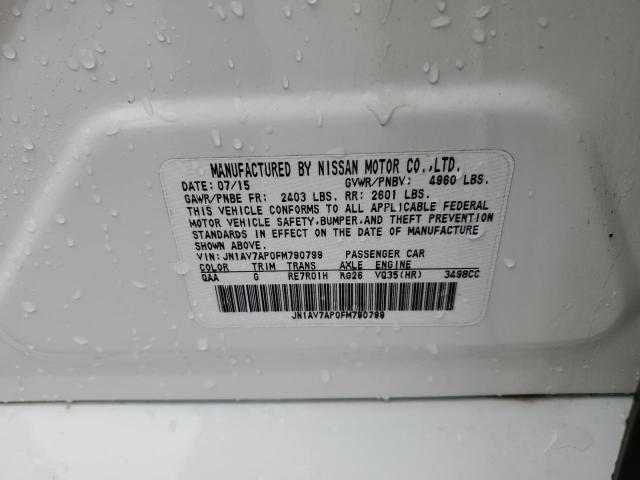 MANUFACTURED BY NISSAN MOTOR CO.,LTD.
DATE: 07/15 GVWR/PNBV: 4960 LBS.
GAWR/PNBE FR: 2403 LBS. RR: 2601 LBS.
THIS VEHICLE CONFORMS TO ALL APPLICABLE FEDERAL
MOTOR VEHICLE SAFETY,BUMPER,AND THEFT PREVENTION
STANDARDS IN EFFECT ON THE DATE OF MANUFACTURE
SHOWN ABOVE.
VIN: JN1AV7AP0FM790799 PASSENGER CAR
COLOR TRIM TRANS AXLE ENGINE
QAA G RE7R01H RG26 VQ35(HR) 3498CC
JN1AV7AP0FM790799